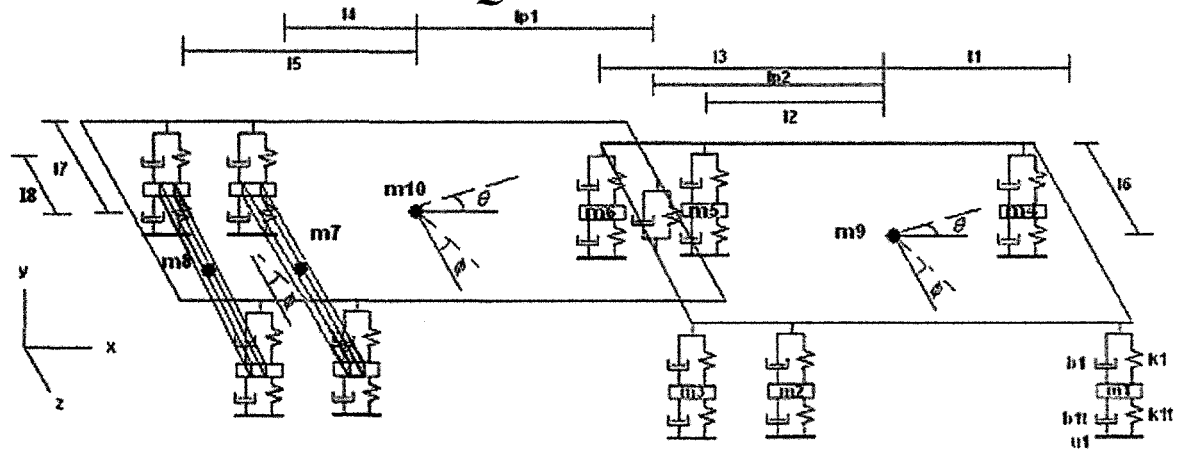 l4
lp1
l5
l3
l1
lp2
l2
l7
l8
l6
m10
θ
ϕ
m7
m8
ϕ
m6
m5
m4
m9
θ
ϕ
y
x
z
b1
k1
m3
m2
m1
b1t
k1t
u1